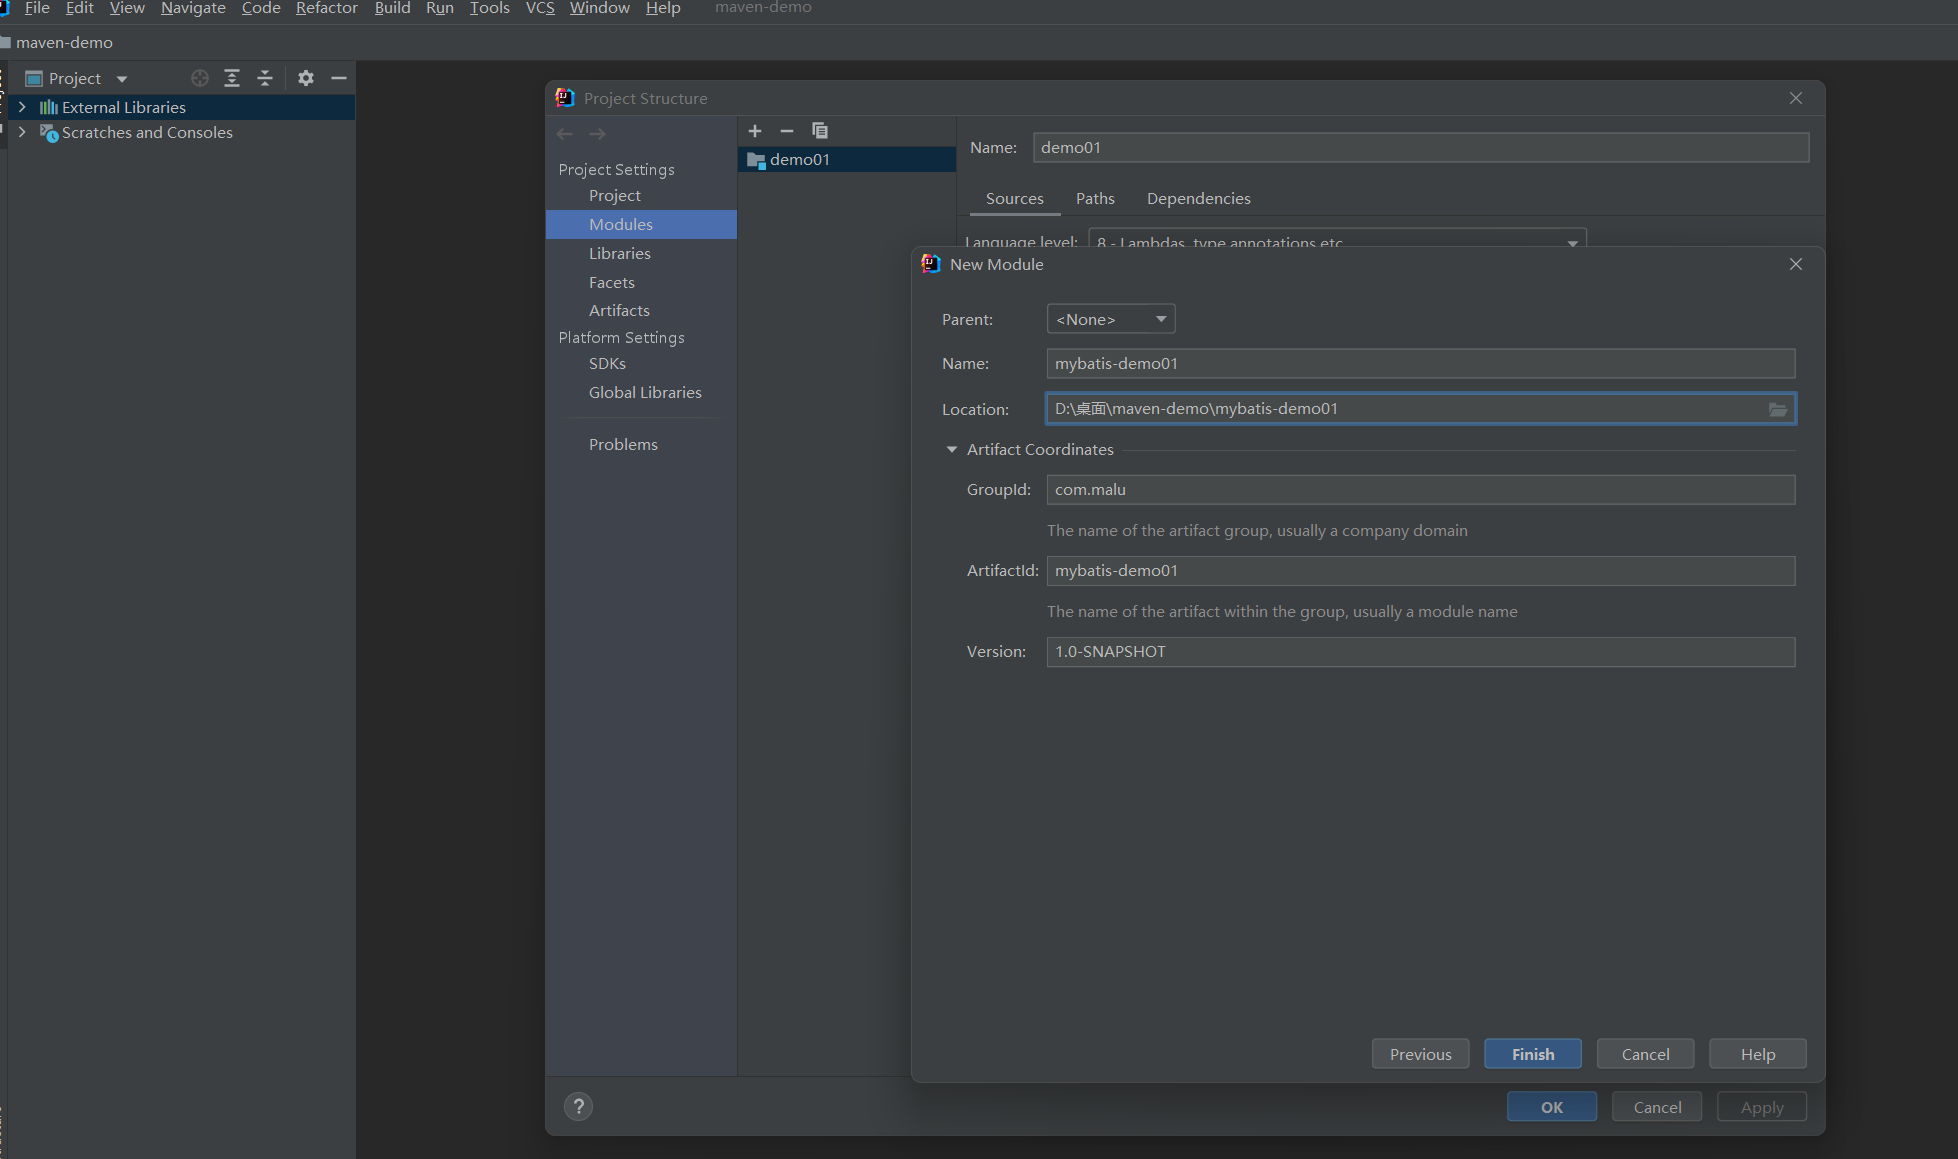 File Edit View Navigate Code Refactor Build Run Tools VCS Window Help maven-demo
maven-demo
Project
External Libraries
Scratches and Consoles
Project Structure
Project Settings
Project
Modules
Libraries
Facets
Artifacts
Platform Settings
SDKs
Global Libraries
Problems
demo01
Name: demo01
Sources Paths Dependencies
Language level: 8 - Lambdas, type annotations etc.
New Module
Parent: <None>
Name: mybatis-demo01
Location: D:\桌面\maven-demo\mybatis-demo01
Artifact Coordinates
GroupId: com.malu
The name of the artifact group, usually a company domain
ArtifactId: mybatis-demo01
The name of the artifact within the group, usually a module name
Version: 1.0-SNAPSHOT
Previous Finish Cancel Help
? OK Cancel Apply